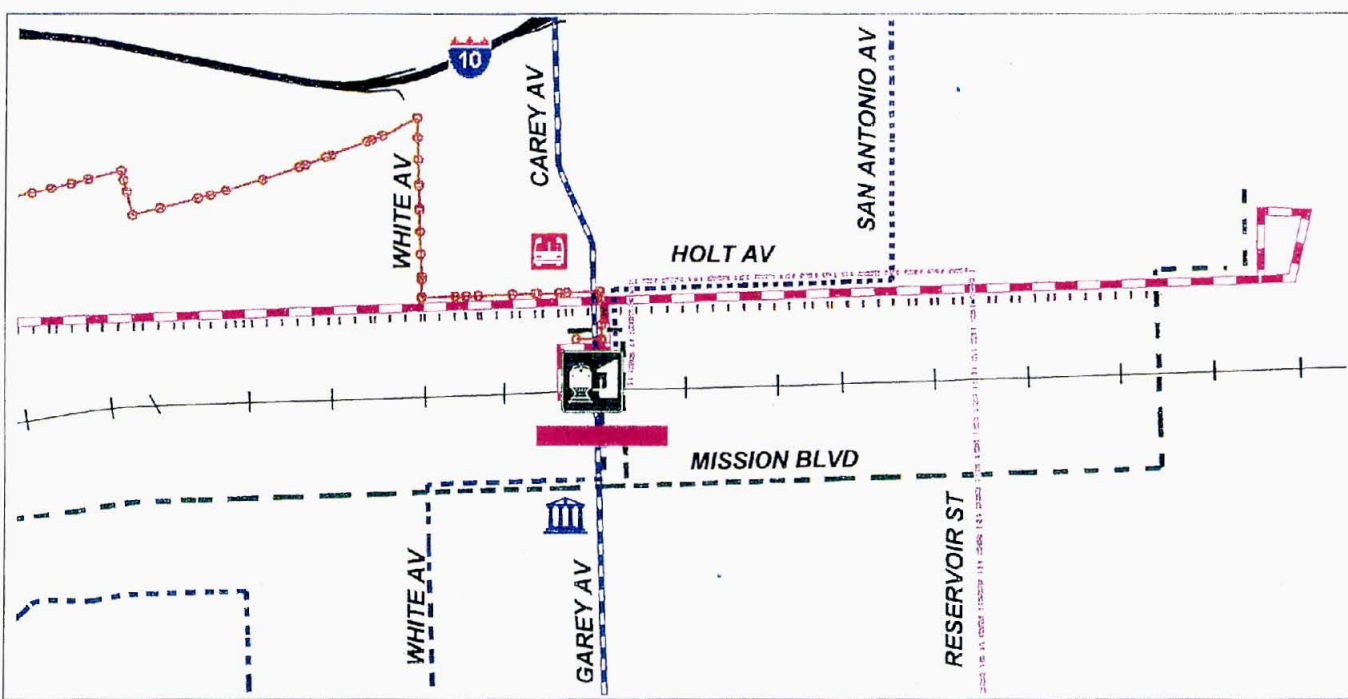 10
CAREY AV
SAN ANTONIO AV
WHITE AV
HOLT AV
MISSION BLVD
WHITE AV
GAREY AV
RESERVOIR ST